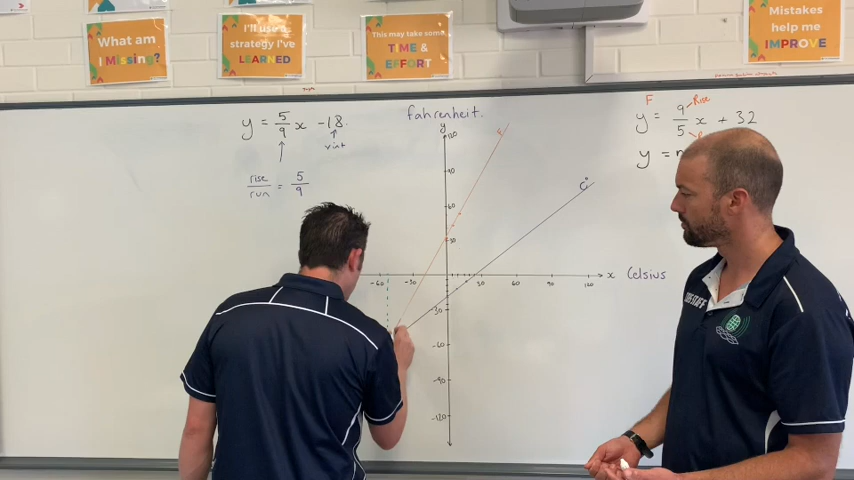 What am
I Missing?
I'll use a
strategy I've
LEARNED
This may take some
TIME &
EFFORT
Mistakes
help me
IMPROVE
y = 5/9 x -18.
y int
rise/run = 5/9
fahrenheit.
y
F
C°
x Celsius
120
90
60
30
-60 -30 30 60 90 120
-30
-60
-90
-120
F
y = 9/5 x + 32
Rise
y =
STAFF